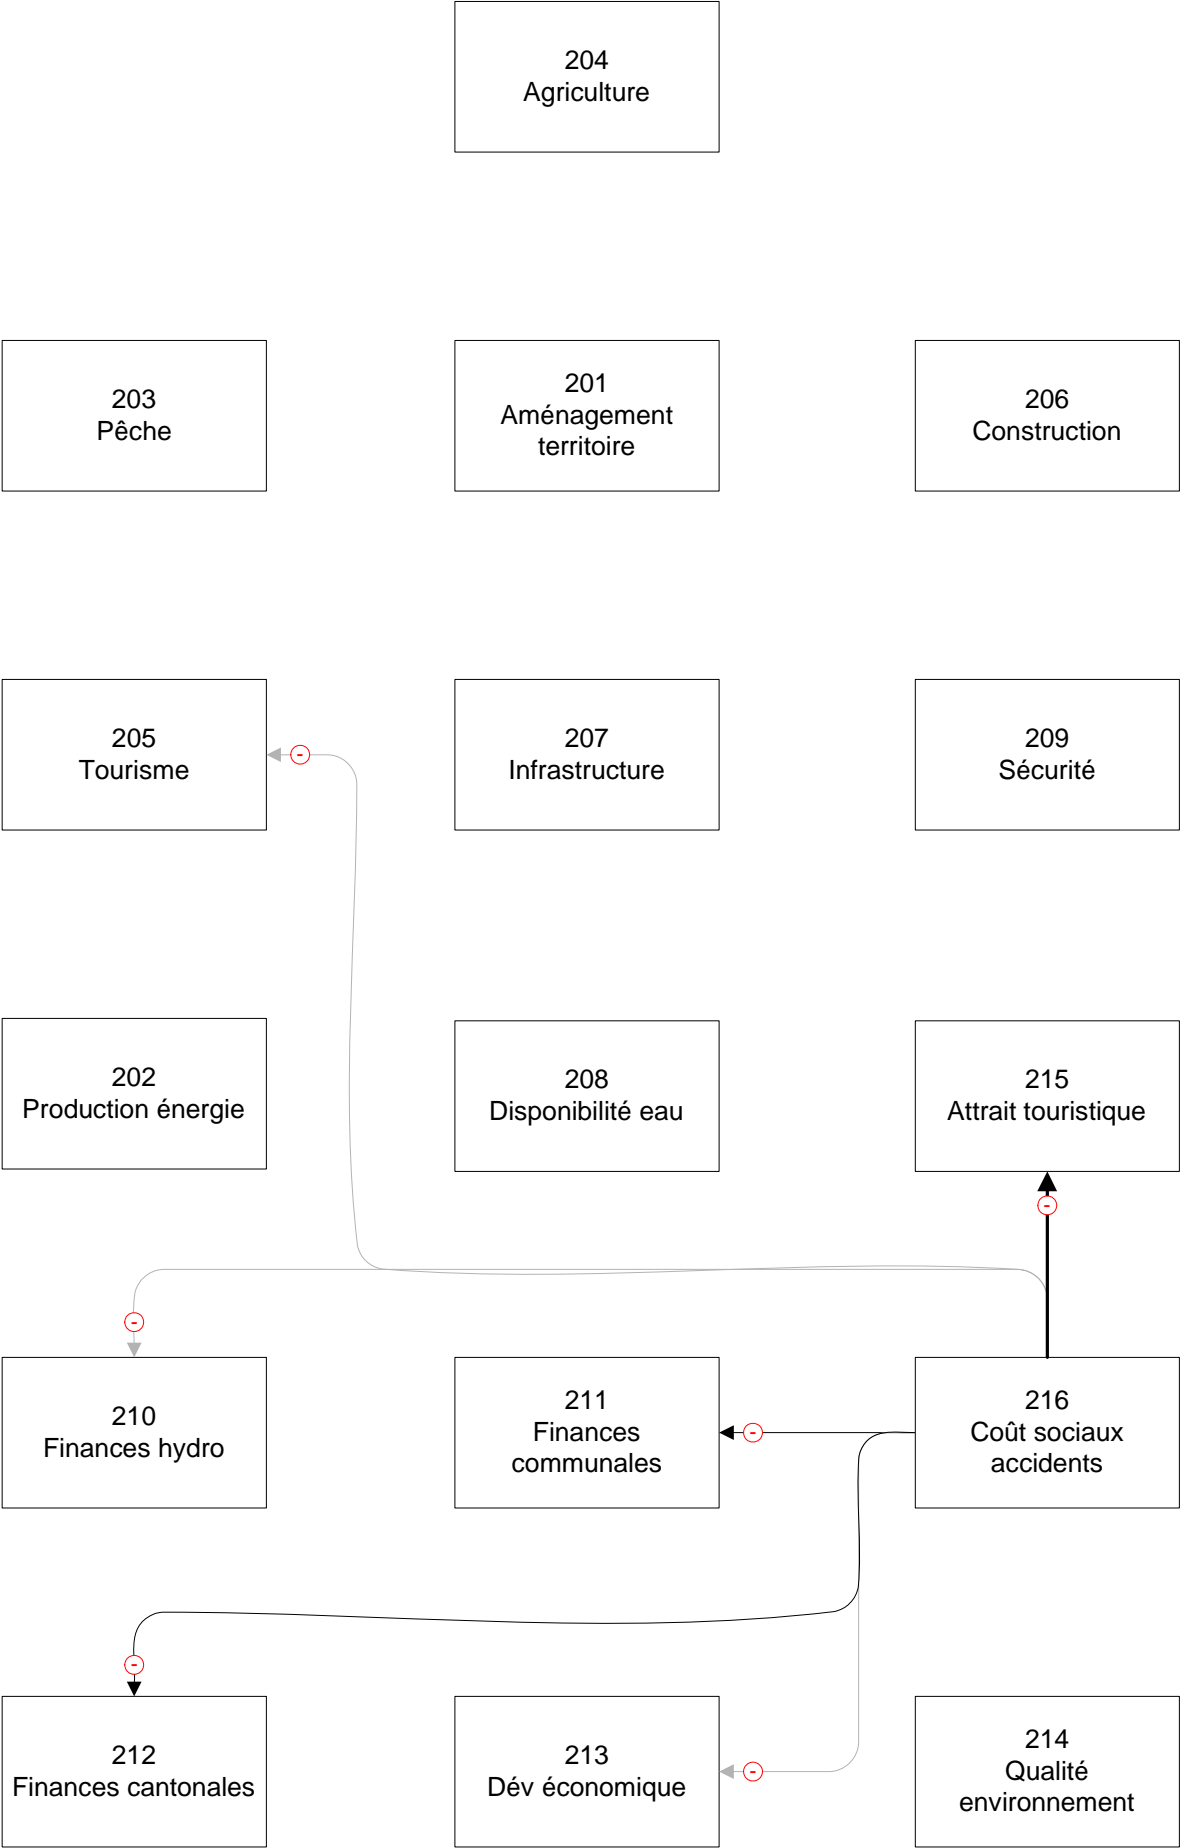 204
Agriculture
203
Pêche
201
Aménagement
territoire
206
Construction
205
Tourisme
-
207
Infrastructure
209
Sécurité
202
Production énergie
208
Disponibilité eau
215
Attrait touristique
-
-
210
Finances hydro
211
Finances
communales
-
216
Coût sociaux
accidents
-
212
Finances cantonales
213
Dév économique
-
214
Qualité
environnement